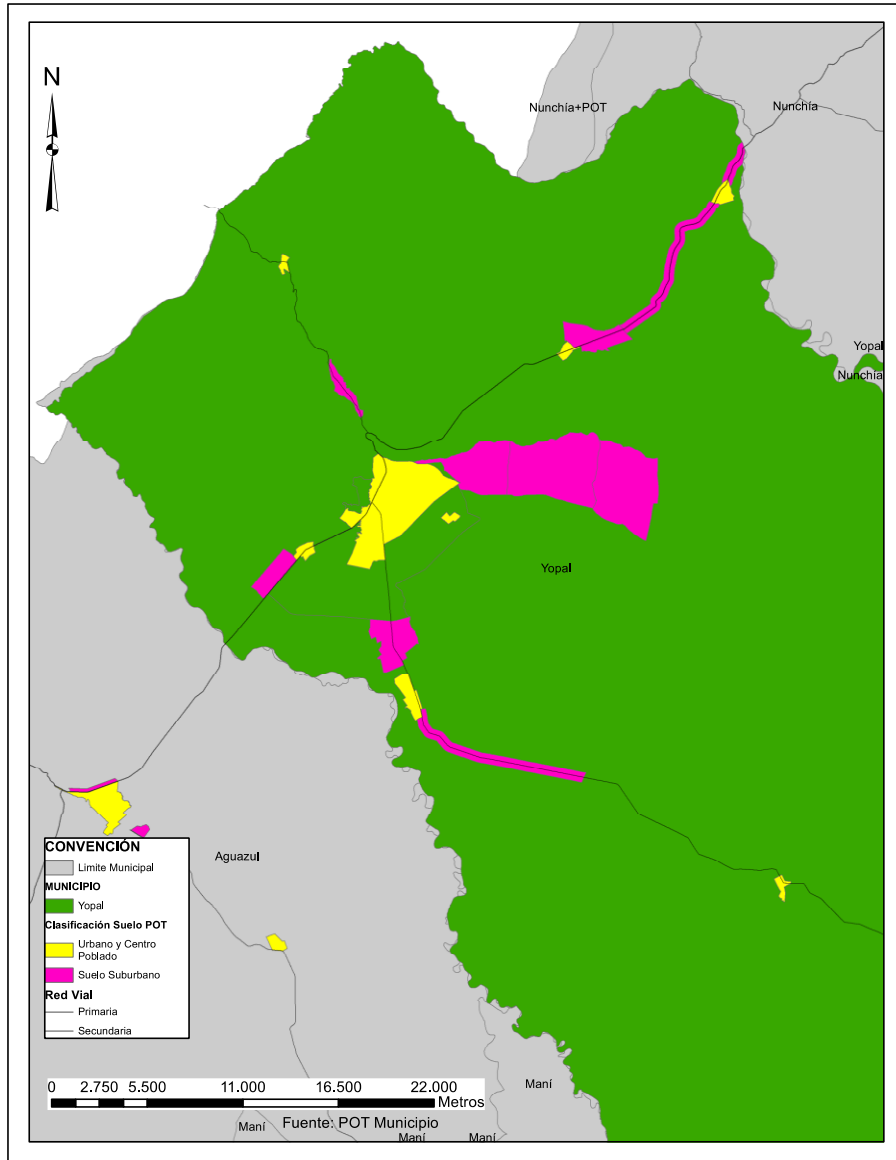 N
Nunchía+POT
Nunchía
Yopal
Nunchía
Yopal
Aguazul
CONVENCIÓN
Limite Municipal
MUNICIPIO
Yopal
Clasificación Suelo POT
Urbano y Centro
Poblado
Suelo Suburbano
Red Vial
Primaria
Secundaria
Maní
0 2.750 5.500 11.000 16.500 22.000
Metros
Fuente: POT Municipio
Maní
Maní
Maní